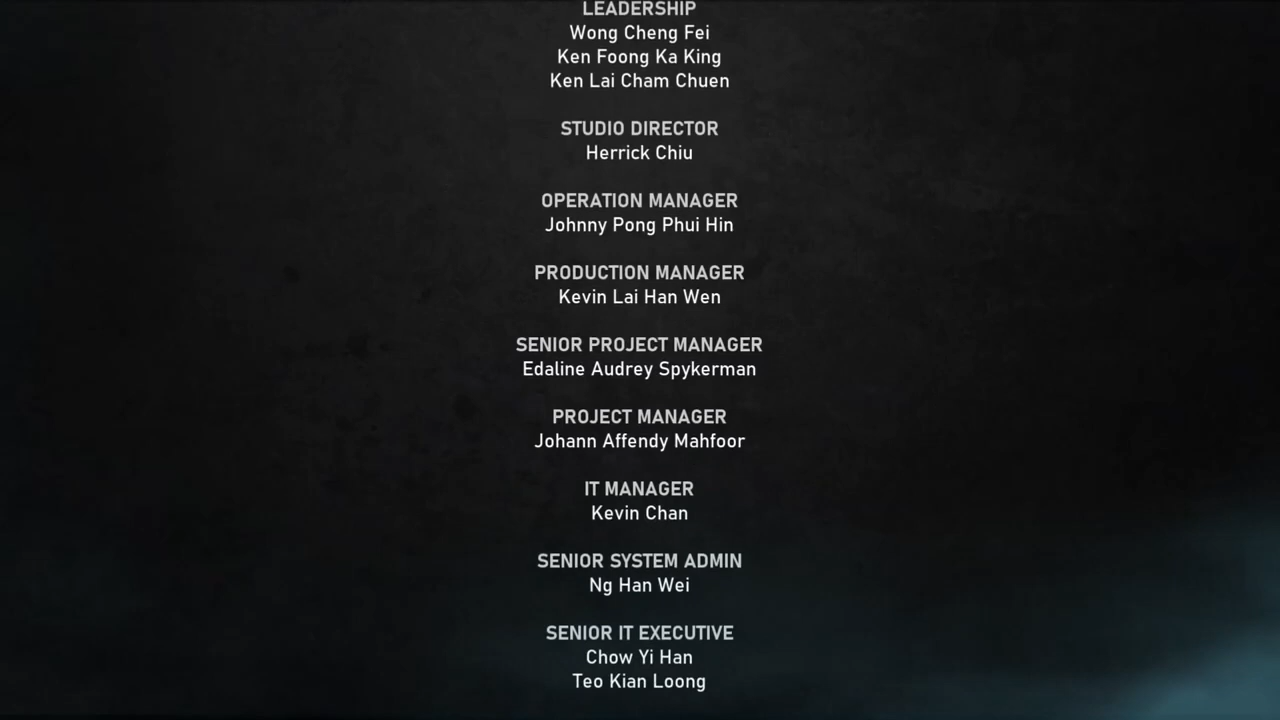 LEADERSHIP
Wong Cheng Fei
Ken Foong Ka King
Ken Lai Cham Chuen
STUDIO DIRECTOR
Herrick Chiu
OPERATION MANAGER
Johnny Pong Phui Hin
PRODUCTION MANAGER
Kevin Lai Han Wen
SENIOR PROJECT MANAGER
Edaline Audrey Spykerman
PROJECT MANAGER
Johann Affendy Mahfoor
IT MANAGER
Kevin Chan
SENIOR SYSTEM ADMIN
Ng Han Wei
SENIOR IT EXECUTIVE
Chow Yi Han
Teo Kian Loong